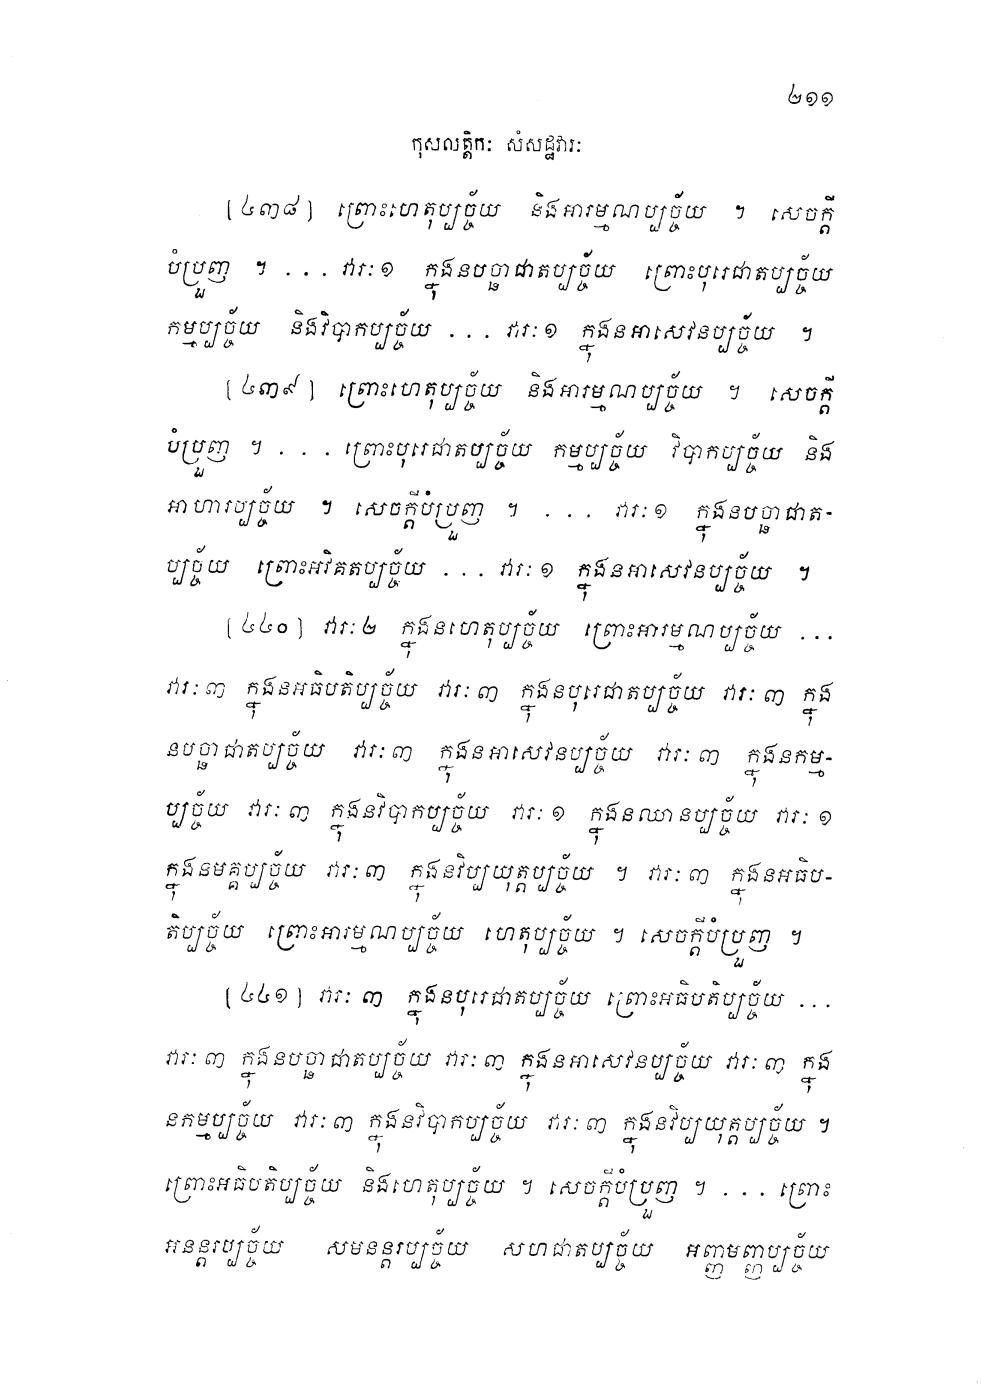 ២១១
កុសលត្តិកៈ សំសដ្ឋវារៈ
[៤៣៨] ព្រោះហេតុប្បច្ច័យ និងអារម្មណប្បច្ច័យ ។ សេចក្តី
បំប្រួញ ។ . . . វារៈ១ ក្នុងនបច្ឆាជាតប្បច្ច័យ ព្រោះបុរេជាតប្បច្ច័យ
កម្មប្បច្ច័យ និងវិបាកប្បច្ច័យ . . . វារៈ១ ក្នុងនអាសេវនប្បច្ច័យ ។
[៤៣៩] ព្រោះហេតុប្បច្ច័យ និងអារម្មណប្បច្ច័យ ។ សេចក្តី
បំប្រួញ ។ . . . ព្រោះបុរេជាតប្បច្ច័យ កម្មប្បច្ច័យ វិបាកប្បច្ច័យ និង
អាហារប្បច្ច័យ ។ សេចក្តីបំប្រួញ ។ . . . វារៈ១ ក្នុងនបច្ឆាជាត-
ប្បច្ច័យ ព្រោះអវិគតប្បច្ច័យ . . . វារៈ១ ក្នុងនអាសេវនប្បច្ច័យ ។
[៤៤០] វារៈ២ ក្នុងនហេតុប្បច្ច័យ ព្រោះអារម្មណប្បច្ច័យ . . .
វារៈ៣ ក្នុងនអធិបតិប្បច្ច័យ វារៈ៣ ក្នុងនបុរេជាតប្បច្ច័យ វារៈ៣ ក្នុង
នបច្ឆាជាតប្បច្ច័យ វារៈ៣ ក្នុងនអាសេវនប្បច្ច័យ វារៈ៣ ក្នុងនកម្ម-
ប្បច្ច័យ វារៈ៣ ក្នុងនវិបាកប្បច្ច័យ វារៈ១ ក្នុងនឈានប្បច្ច័យ វារៈ១
ក្នុងនមគ្គប្បច្ច័យ វារៈ៣ ក្នុងនវិប្បយុត្តប្បច្ច័យ ។ វារៈ៣ ក្នុងនអធិប-
តិប្បច្ច័យ ព្រោះអារម្មណប្បច្ច័យ ហេតុប្បច្ច័យ ។ សេចក្តីបំប្រួញ ។
[៤៤១] វារៈ៣ ក្នុងនបុរេជាតប្បច្ច័យ ព្រោះអធិបតិប្បច្ច័យ . . .
វារៈ៣ ក្នុងនបច្ឆាជាតប្បច្ច័យ វារៈ៣ ក្នុងនអាសេវនប្បច្ច័យ វារៈ៣ ក្នុង
នកម្មប្បច្ច័យ វារៈ៣ ក្នុងនវិបាកប្បច្ច័យ វារៈ៣ ក្នុងនវិប្បយុត្តប្បច្ច័យ ។
ព្រោះអធិបតិប្បច្ច័យ និងហេតុប្បច្ច័យ ។ សេចក្តីបំប្រួញ ។ . . . ព្រោះ
អនន្តរប្បច្ច័យ សមនន្តរប្បច្ច័យ សហជាតប្បច្ច័យ អញ្ញមញ្ញប្បច្ច័យ